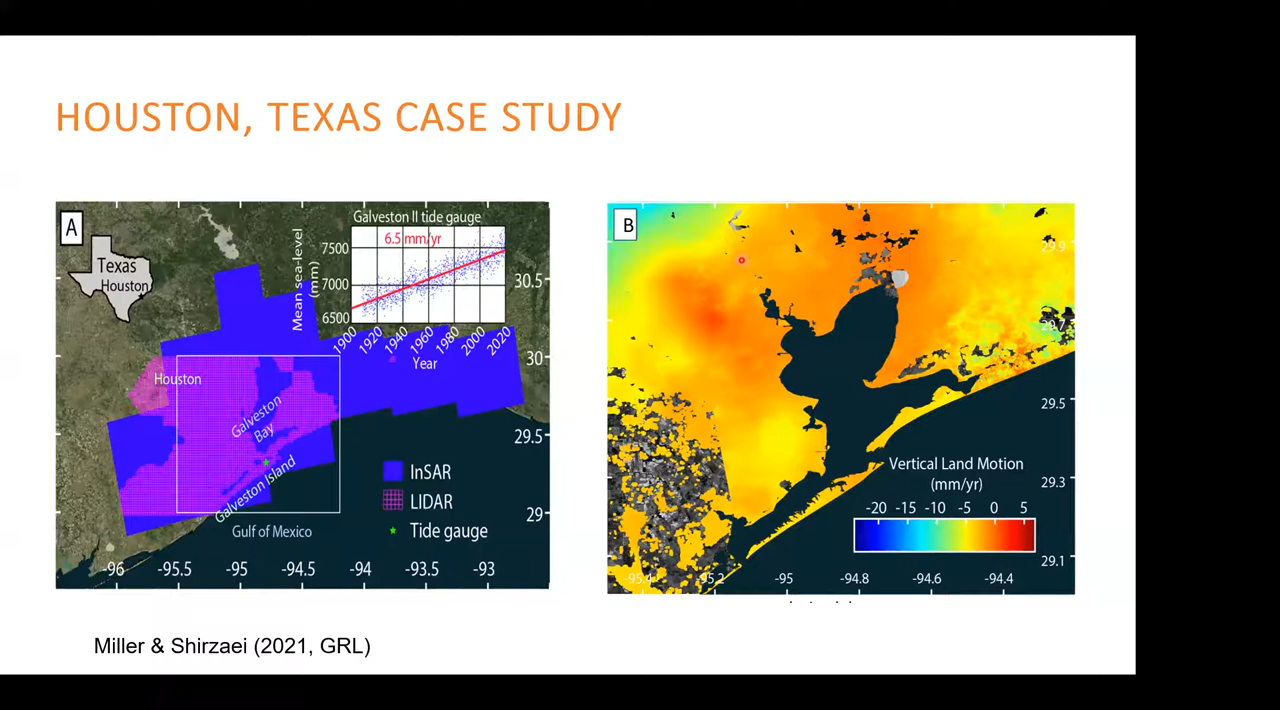 HOUSTON, TEXAS CASE STUDY
A
Texas
Houston
Galveston II tide gauge
6.5 mm/yr
Mean sea-level
(mm)
7500
7000
6500
1900
1920
1940
1960
1980
2000
2020
Year
30.5
30
29.5
29
Houston
Galveston
Bay
Galveston Island
Gulf of Mexico
InSAR
LIDAR
Tide gauge
-96
-95.5
-95
-94.5
-94
-93.5
-93
B
29.9
29.7
29.5
29.3
29.1
Vertical Land Motion
(mm/yr)
-20 -15 -10 -5 0 5
-95.4
-95.2
-95
-94.8
-94.6
-94.4
Miller & Shirzaei (2021, GRL)